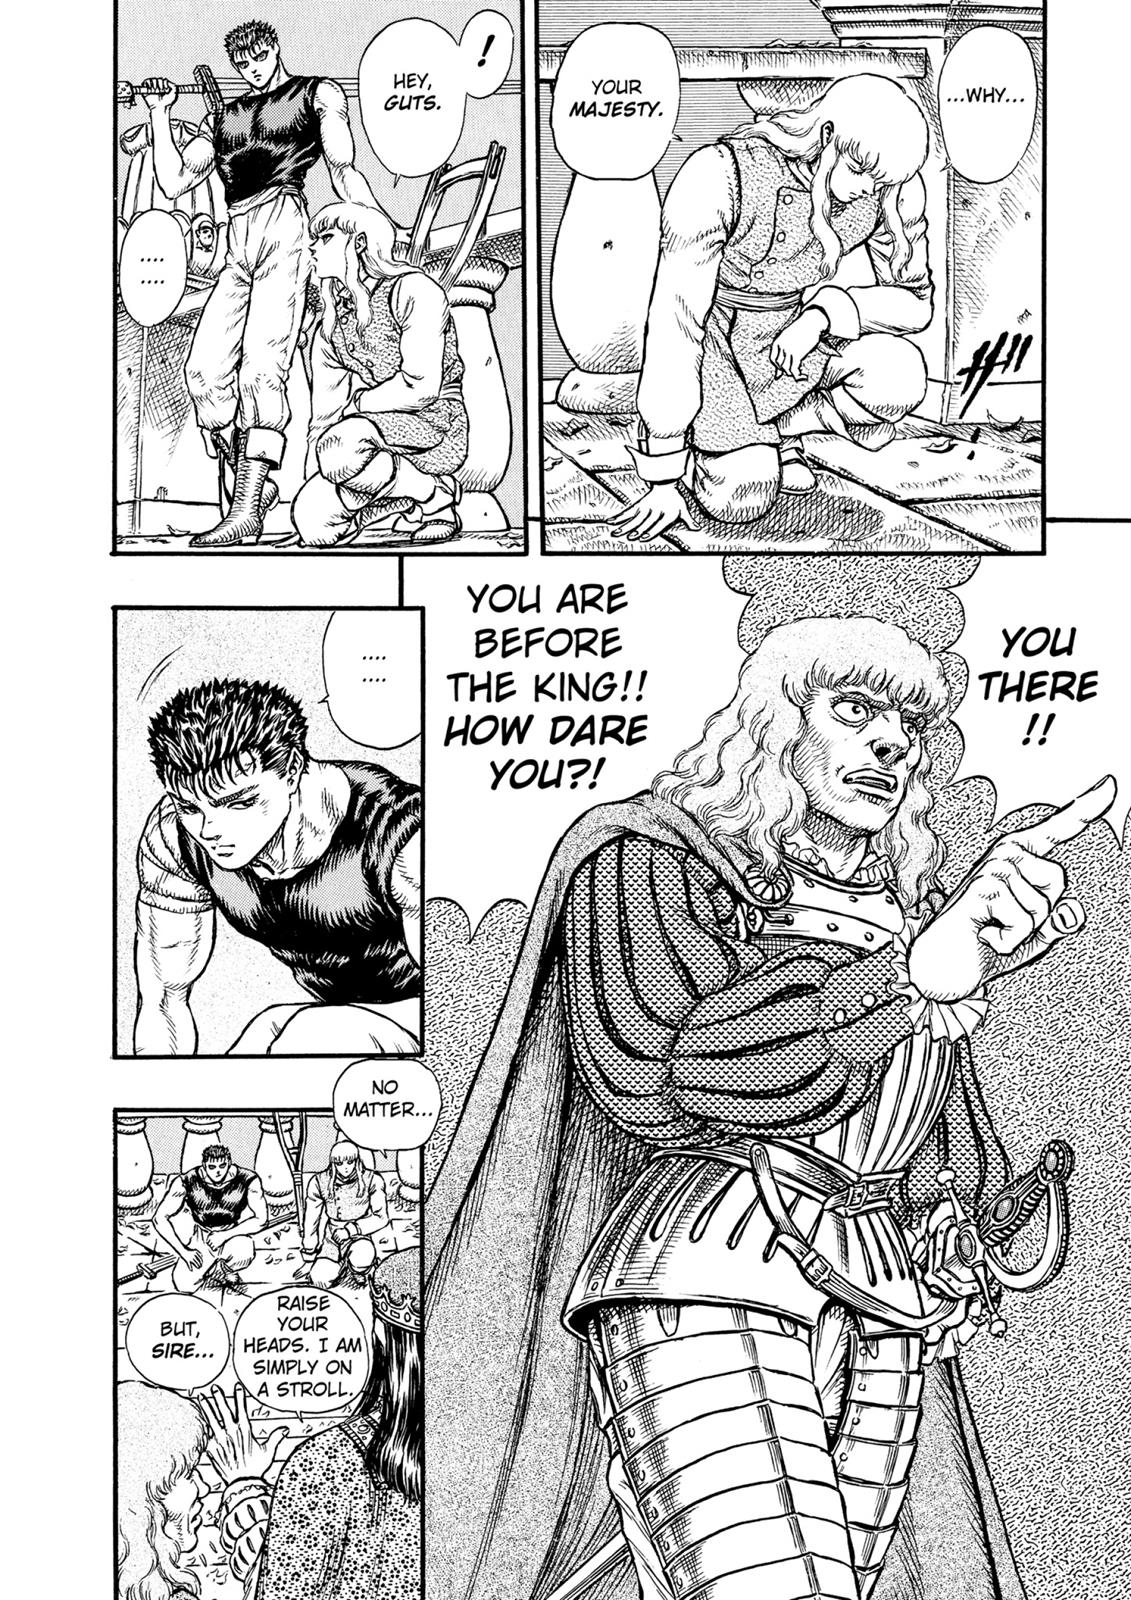 ...WHY...
YOUR
MAJESTY.
!
HEY,
GUTS.
....
....
YOU
THERE
!!
YOU ARE
BEFORE
THE KING!!
HOW DARE
YOU?!
....
....
NO
MATTER...
RAISE
YOUR
HEADS. I AM
SIMPLY ON
A STROLL.
BUT,
SIRE...